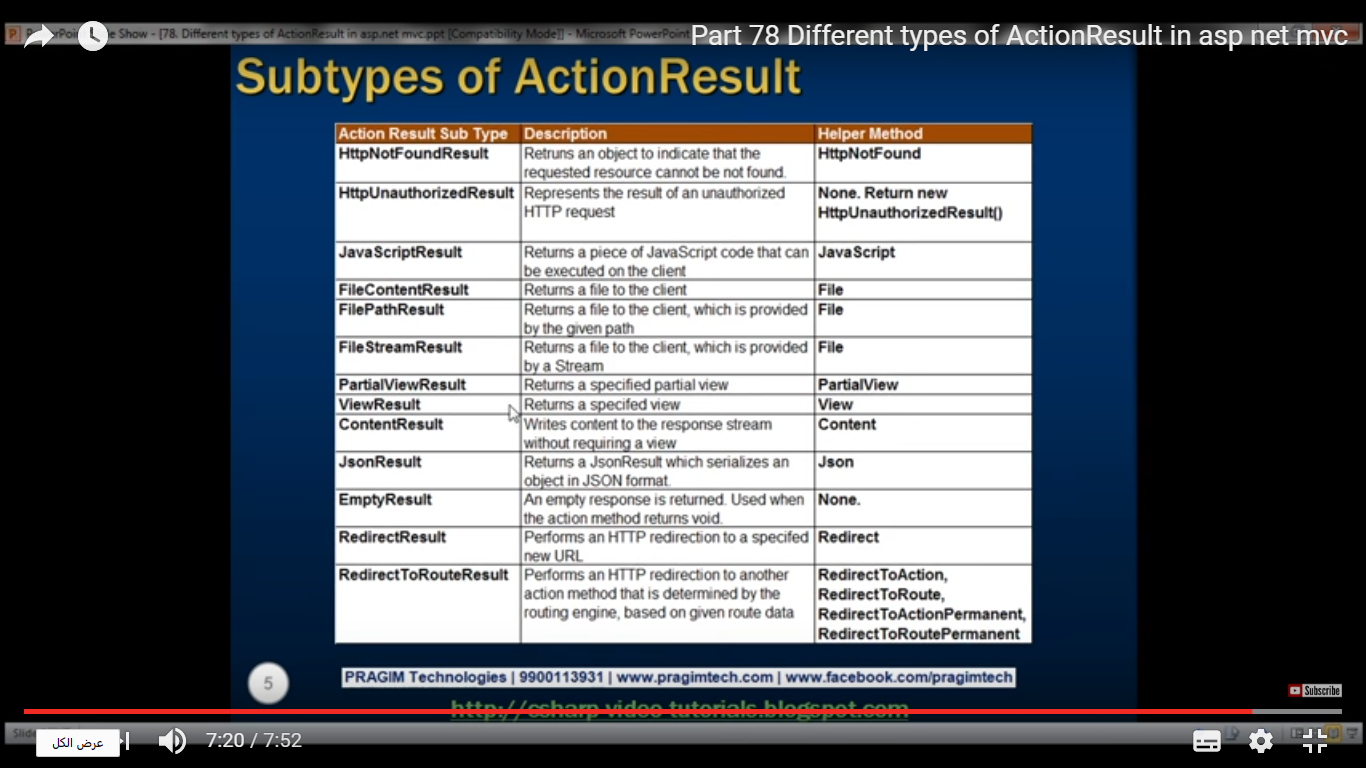 PowerPoint Slide Show - [78. Different types of ActionResult in asp.net mvc.ppt [Compatibility Mode]] - Microsoft PowerPoint
Part 78 Different types of ActionResult in asp net mvc
Subtypes of ActionResult
Action Result Sub Type Description Helper Method
HttpNotFoundResult Retruns an object to indicate that the HttpNotFound
requested resource cannot be not found.
HttpUnauthorizedResult Represents the result of an unauthorized None. Return new
HTTP request HttpUnauthorizedResult()
JavaScriptResult Returns a piece of JavaScript code that can JavaScript
be executed on the client
FileContentResult Returns a file to the client File
FilePathResult Returns a file to the client, which is provided File
by the given path
FileStreamResult Returns a file to the client, which is provided File
by a Stream
PartialViewResult Returns a specified partial view PartialView
ViewResult Returns a specifed view View
ContentResult Writes content to the response stream Content
without requiring a view
JsonResult Returns a JsonResult which serializes an Json
object in JSON format.
EmptyResult An empty response is returned. Used when None.
the action method returns void.
RedirectResult Performs an HTTP redirection to a specifed Redirect
new URL
RedirectToRouteResult Performs an HTTP redirection to another RedirectToAction,
action method that is determined by the RedirectToRoute,
routing engine, based on given route data RedirectToActionPermanent,
RedirectToRoutePermanent
5
PRAGIM Technologies | 9900113931 | www.pragimtech.com | www.facebook.com/pragimtech
Subscribe
http://csharp-video-tutorials.blogspot.com
عرض الكل
7:20 / 7:52